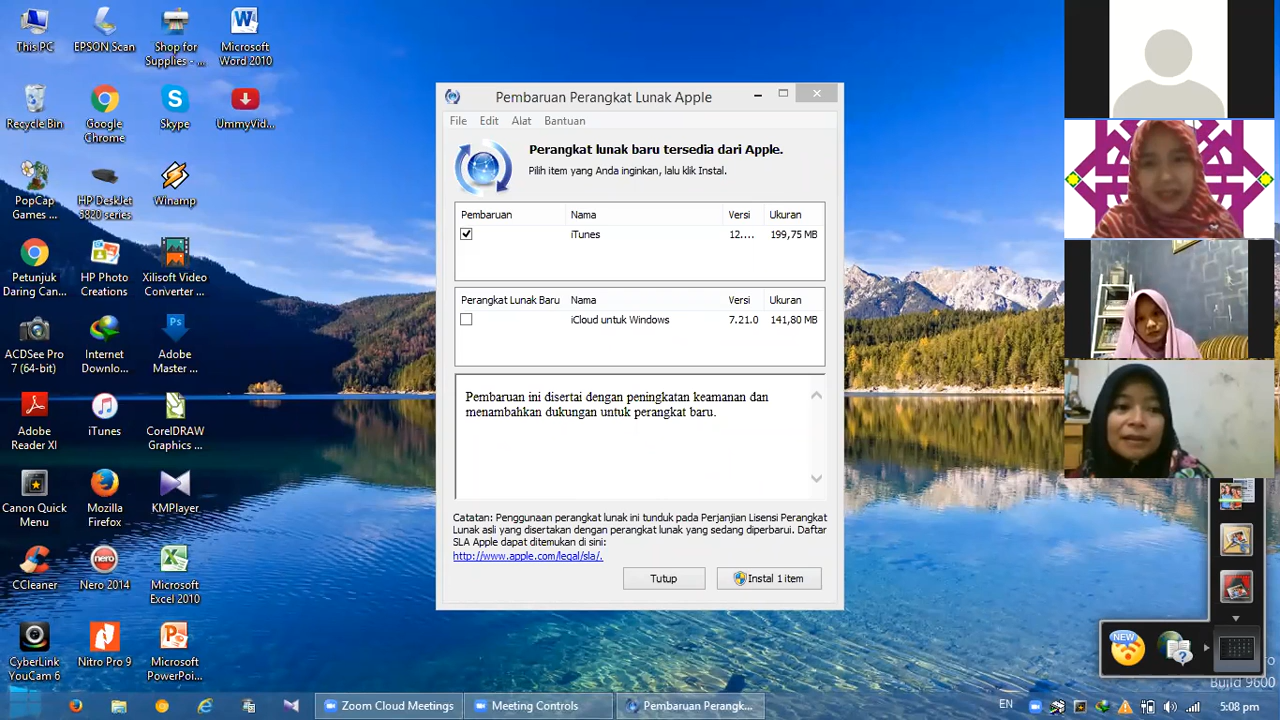 This PC
EPSON Scan
Shop for
Supplies - ...
Microsoft
Word 2010
Recycle Bin
Google
Chrome
Skype
UmmyVid...
PopCap
Games ...
HP DeskJet
5820 series
Winamp
Petunjuk
Daring Can...
HP Photo
Creations
Xilisoft Video
Converter ...
ACDSee Pro
7 (64-bit)
Internet
Downlo...
Adobe
Master ...
Adobe
Reader XI
iTunes
CorelDRAW
Graphics ...
Canon Quick
Menu
Mozilla
Firefox
KMPlayer
CCleaner
Nero 2014
Microsoft
Excel 2010
CyberLink
YouCam 6
Nitro Pro 9
Microsoft
PowerPoi...
Pembaruan Perangkat Lunak Apple
File Edit Alat Bantuan
Perangkat lunak baru tersedia dari Apple.
Pilih item yang Anda inginkan, lalu klik Instal.
Pembaruan Nama Versi Ukuran
iTunes 12.... 199,75 MB
Perangkat Lunak Baru Nama Versi Ukuran
iCloud untuk Windows 7.21.0 141,80 MB
Pembaruan ini disertai dengan peningkatan keamanan dan
menambahkan dukungan untuk perangkat baru.
Catatan: Penggunaan perangkat lunak ini tunduk pada Perjanjian Lisensi Perangkat
Lunak asli yang disertakan dengan perangkat lunak yang sedang diperbarui. Daftar
SLA Apple dapat ditemukan di sini:
http://www.apple.com/legal/sla/.
Tutup Instal 1 item
NEW
Build 9600
Zoom Cloud Meetings Meeting Controls Pembaruan Perangk... EN 5:08 pm